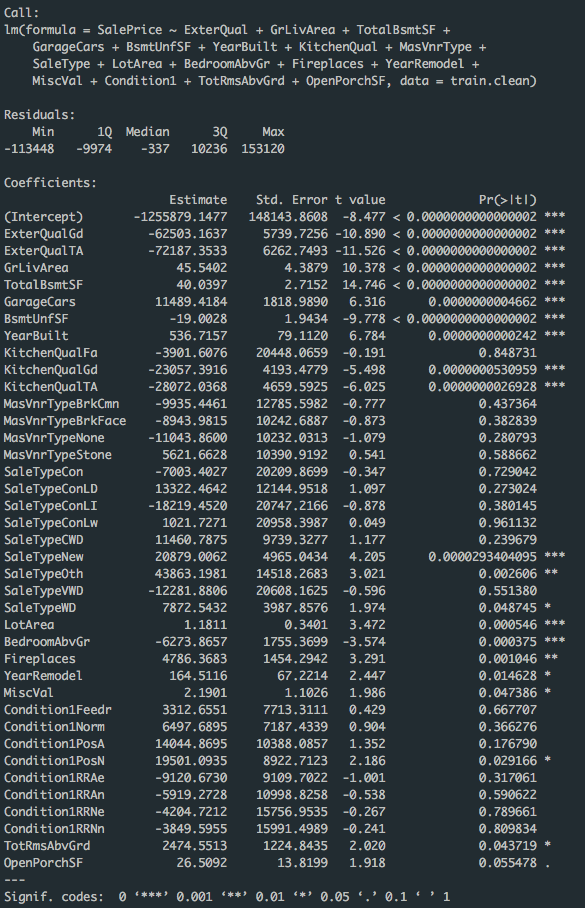 Call:
lm(formula = SalePrice ~ ExterQual + GrLivArea + TotalBsmtSF +
    GarageCars + BsmtUnfSF + YearBuilt + KitchenQual + MasVnrType +
    SaleType + LotArea + BedroomAbvGr + Fireplaces + YearRemodel +
    MiscVal + Condition1 + TotRmsAbvGrd + OpenPorchSF, data = train.clean)
Residuals:
    Min      1Q  Median      3Q     Max
-113448   -9974    -337   10236  153120
Coefficients:
                     Estimate    Std. Error t value             Pr(>|t|)
(Intercept)     -1255879.1477   148143.8608  -8.477 < 0.0000000000000002 ***
ExterQualGd       -62503.1637     5739.7256 -10.890 < 0.0000000000000002 ***
ExterQualTA       -72187.3533     6262.7493 -11.526 < 0.0000000000000002 ***
GrLivArea             45.5402        4.3879  10.378 < 0.0000000000000002 ***
TotalBsmtSF           40.0397        2.7152  14.746 < 0.0000000000000002 ***
GarageCars         11489.4184     1818.9890   6.316       0.0000000004662 ***
BsmtUnfSF            -19.0028        1.9434  -9.778 < 0.0000000000000002 ***
YearBuilt            536.7157       79.1120   6.784       0.0000000000242 ***
KitchenQualFa      -3901.6076    20448.0659  -0.191             0.848731
KitchenQualGd     -23057.3916     4193.4779  -5.498       0.0000000530959 ***
KitchenQualTA     -28072.0368     4659.5925  -6.025       0.0000000026928 ***
MasVnrTypeBrkCmn   -9935.4461    12785.5982  -0.777             0.437364
MasVnrTypeBrkFace  -8943.9815    10242.6887  -0.873             0.382839
MasVnrTypeNone    -11043.8600    10232.0313  -1.079             0.280793
MasVnrTypeStone     5621.6628    10390.9192   0.541             0.588662
SaleTypeCon        -7003.4027    20209.8699  -0.347             0.729042
SaleTypeConLD      13322.4642    12144.9518   1.097             0.273024
SaleTypeConLI     -18219.4520    20747.2166  -0.878             0.380145
SaleTypeConLw       1021.7271    20958.3987   0.049             0.961132
SaleTypeCWD        11460.7875     9739.3277   1.177             0.239679
SaleTypeNew        20879.0062     4965.0434   4.205       0.0000293404095 ***
SaleTypeOth        43863.1981    14518.2683   3.021             0.002606 **
SaleTypeVWD       -12281.8806    20608.1625  -0.596             0.551380
SaleTypeWD          7872.5432     3987.8576   1.974             0.048745 *
LotArea                1.1811        0.3401   3.472             0.000546 ***
BedroomAbvGr       -6273.8657     1755.3699  -3.574             0.000375 ***
Fireplaces          4786.3683     1454.2942   3.291             0.001046 **
YearRemodel          164.5116       67.2214   2.447             0.014628 *
MiscVal                2.1901        1.1026   1.986             0.047386 *
Condition1Feedr     3312.6551     7713.3111   0.429             0.667707
Condition1Norm      6497.6895     7187.4339   0.904             0.366276
Condition1PosA     14044.8695    10388.0857   1.352             0.176790
Condition1PosN     19501.0935     8922.7123   2.186             0.029166 *
Condition1RRAe     -9120.6730     9109.7022  -1.001             0.317061
Condition1RRAn     -5919.2728    10998.8258  -0.538             0.590622
Condition1RRNe     -4204.7212    15756.9535  -0.267             0.789661
Condition1RRNn     -3849.5955    15991.4989  -0.241             0.809834
TotRmsAbvGrd        2474.5513     1224.8435   2.020             0.043719 *
OpenPorchSF           26.5092       13.8199   1.918             0.055478 .
---
Signif. codes:  0 ‘***’ 0.001 ‘**’ 0.01 ‘*’ 0.05 ‘.’ 0.1 ‘ ’ 1